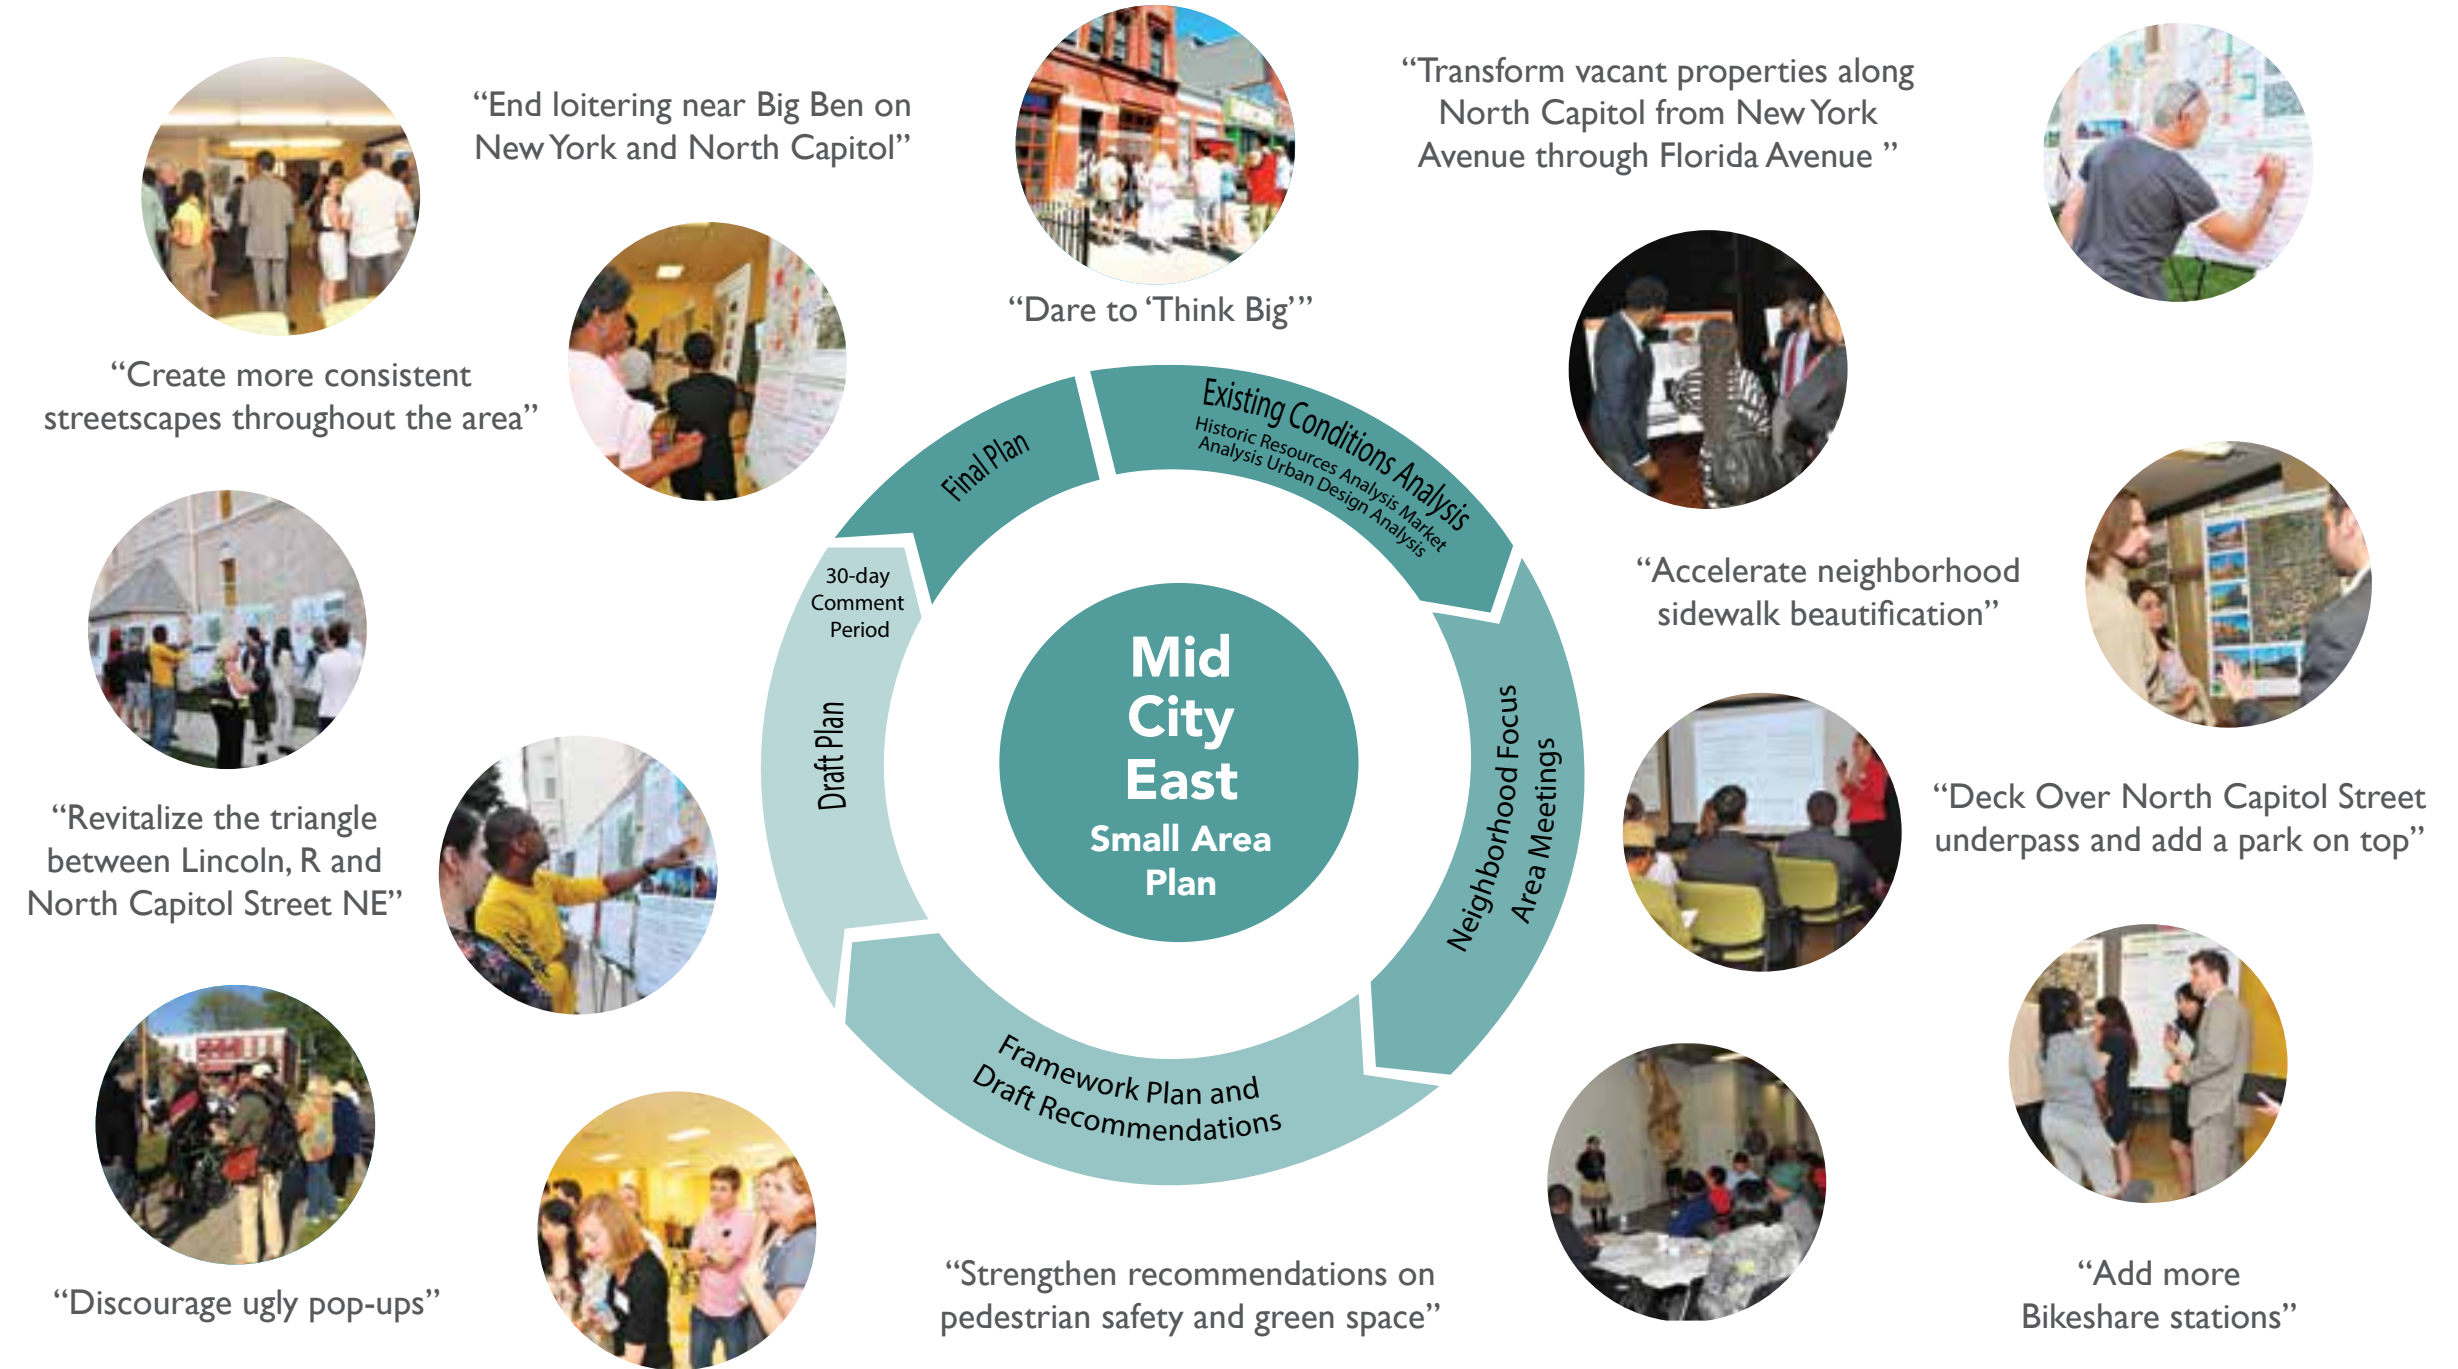 “End loitering near Big Ben on
New York and North Capitol”
“Transform vacant properties along
North Capitol from New York
Avenue through Florida Avenue ”
“Dare to ‘Think Big’”
“Create more consistent
streetscapes throughout the area”
Existing Conditions Analysis
Historic Resources Analysis Market
Analysis Urban Design Analysis
Final Plan
30-day
Comment
Period
Draft Plan
“Accelerate neighborhood
sidewalk beautification”
Mid
City
East
Small Area
Plan
Neighborhood Focus
Area Meetings
“Revitalize the triangle
between Lincoln, R and
North Capitol Street NE”
“Deck Over North Capitol Street
underpass and add a park on top”
Framework Plan and
Draft Recommendations
“Discourage ugly pop-ups”
“Strengthen recommendations on
pedestrian safety and green space”
“Add more
Bikeshare stations”